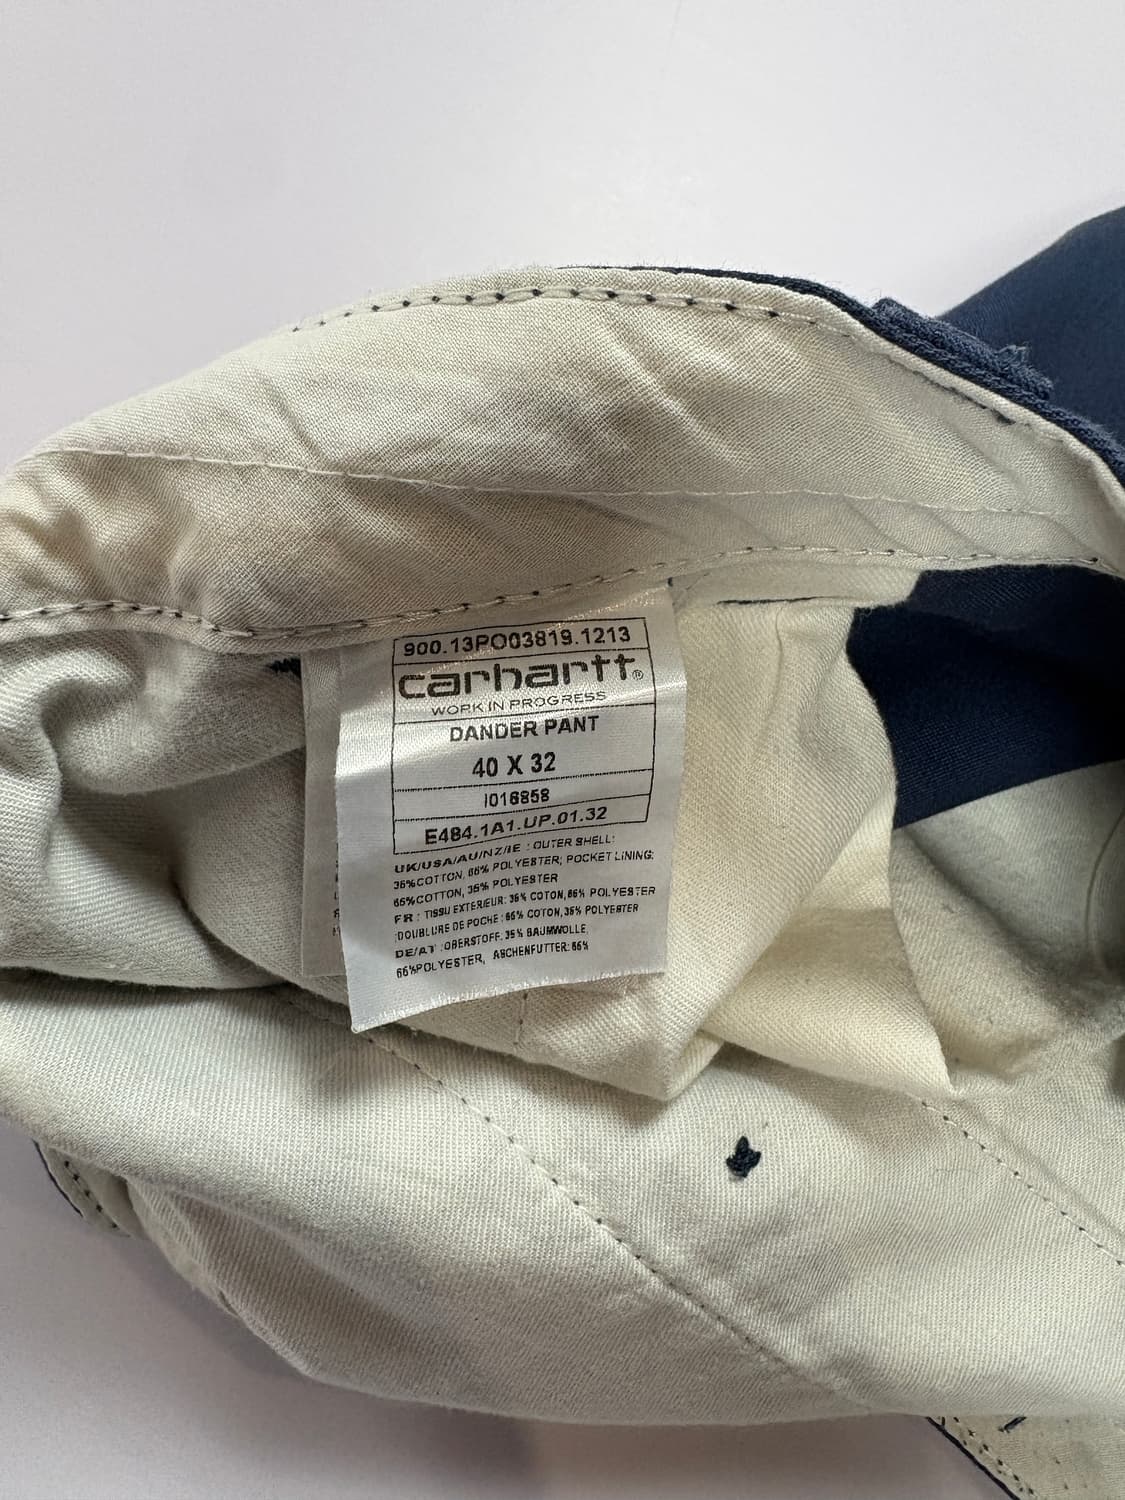 900.13PO03819.1213
carhartt®
WORK IN PROGRESS
DANDER PANT
40 X 32
I016858
E484.1A1.UP.01.32
UK/USA/AU/NZ/IE : OUTER SHELL:
35%COTTON, 65% POLYESTER; POCKET LINING:
65%COTTON, 35% POLYESTER
FR : TISSU EXTERIEUR: 35% COTON,65% POLYESTER
DOUBLURE DE POCHE : 65% COTON,35% POLYESTER
DE/AT :OBERSTOFF: 35% BAUMWOLLE,
65%POLYESTER, ASCHENFUTTER: 65%